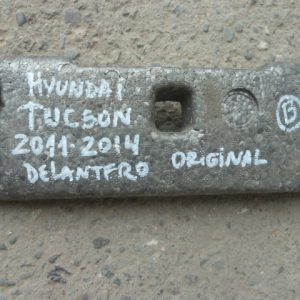 HYUNDAI
TUCSON
2011-2014
DELANTERO ORIGINAL
B